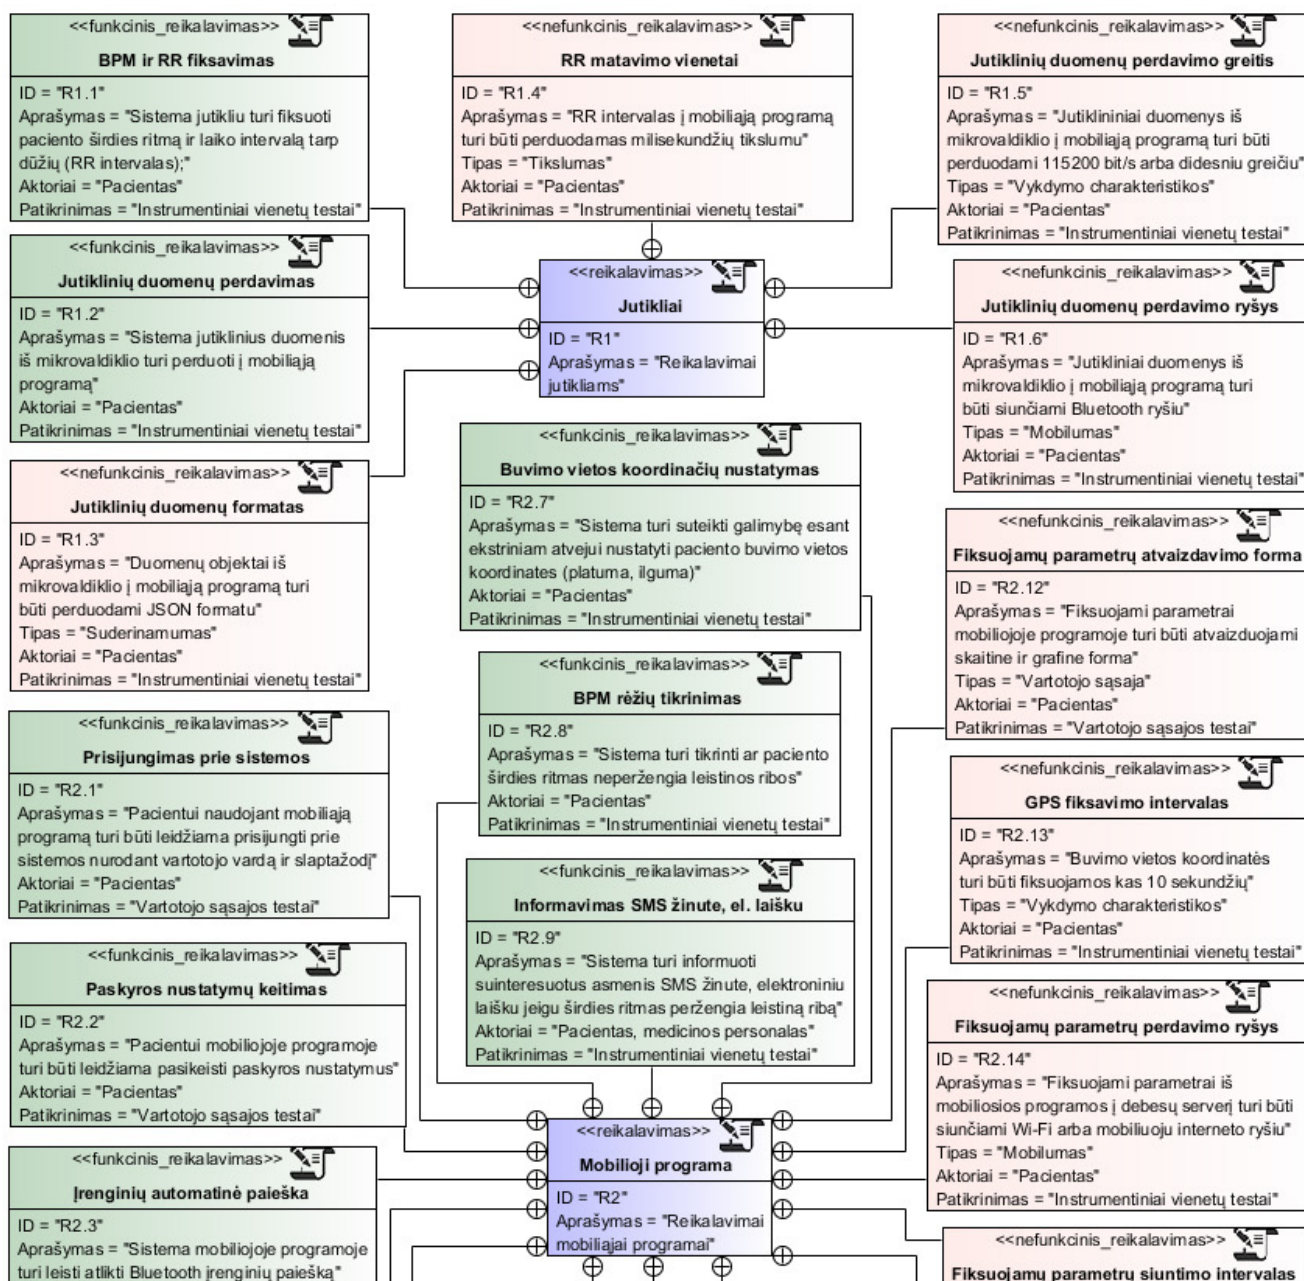 <<funkcinis_reikalavimas>>
BPM ir RR fiksavimas
ID = "R1.1"
Aprašymas = "Sistema jutikliu turi fiksuoti
paciento širdies ritmą ir laiko intervalą tarp
dūžių (RR intervalas);"
Aktoriai = "Pacientas"
Patikrinimas = "Instrumentiniai vienetų testai"
<<nefunkcinis_reikalavimas>>
RR matavimo vienetai
ID = "R1.4"
Aprašymas = "RR intervalas į mobiliąją programą
turi būti perduodamas milisekundžių tikslumu"
Tipas = "Tikslumas"
Aktoriai = "Pacientas"
Patikrinimas = "Instrumentiniai vienetų testai"
<<nefunkcinis_reikalavimas>>
Jutiklinių duomenų perdavimo greitis
ID = "R1.5"
Aprašymas = "Jutiklininiai duomenys iš
mikrovaldiklio į mobiliąją programą turi būti
perduodami 115200 bit/s arba didesniu greičiu"
Tipas = "Vykdymo charakteristikos"
Aktoriai = "Pacientas"
Patikrinimas = "Instrumentiniai vienetų testai"
<<funkcinis_reikalavimas>>
Jutiklinių duomenų perdavimas
ID = "R1.2"
Aprašymas = "Sistema jutiklinius duomenis
iš mikrovaldiklio turi perduoti į mobiliąją
programą"
Aktoriai = "Pacientas"
Patikrinimas = "Instrumentiniai vienetų testai"
<<reikalavimas>>
Jutikliai
ID = "R1"
Aprašymas = "Reikalavimai
jutikliams"
<<nefunkcinis_reikalavimas>>
Jutiklinių duomenų perdavimo ryšys
ID = "R1.6"
Aprašymas = "Jutikliniai duomenys iš
mikrovaldiklio į mobiliąją programą turi
būti siunčiami Bluetooth ryšiu"
Tipas = "Mobilumas"
Aktoriai = "Pacientas"
Patikrinimas = "Instrumentiniai vienetų testai"
<<nefunkcinis_reikalavimas>>
Jutiklinių duomenų formatas
ID = "R1.3"
Aprašymas = "Duomenų objektai iš
mikrovaldiklio į mobiliąją programą turi
būti perduodami JSON formatu"
Tipas = "Suderinamumas"
Aktoriai = "Pacientas"
Patikrinimas = "Instrumentiniai vienetų testai"
<<funkcinis_reikalavimas>>
Buvimo vietos koordinačių nustatymas
ID = "R2.7"
Aprašymas = "Sistema turi suteikti galimybę esant
ekstriniam atvejui nustatyti paciento buvimo vietos
koordinates (platuma, ilguma)"
Aktoriai = "Pacientas"
Patikrinimas = "Instrumentiniai vienetų testai"
<<nefunkcinis_reikalavimas>>
Fiksuojamų parametrų atvaizdavimo forma
ID = "R2.12"
Aprašymas = "Fiksuojami parametrai
mobiliojoje programoje turi būti atvaizduojami
skaitine ir grafine forma"
Tipas = "Vartotojo sąsaja"
Aktoriai = "Pacientas"
Patikrinimas = "Vartotojo sąsajos testai"
<<funkcinis_reikalavimas>>
BPM rėžių tikrinimas
ID = "R2.8"
Aprašymas = "Sistema turi tikrinti ar paciento
širdies ritmas neperžengia leistinos ribos"
Aktoriai = "Pacientas"
Patikrinimas = "Instrumentiniai vienetų testai"
<<funkcinis_reikalavimas>>
Prisijungimas prie sistemos
ID = "R2.1"
Aprašymas = "Pacientui naudojant mobiliąją
programą turi būti leidžiama prisijungti prie
sistemos nurodant vartotojo vardą ir slaptažodį"
Aktoriai = "Pacientas"
Patikrinimas = "Vartotojo sąsajos testai"
<<nefunkcinis_reikalavimas>>
GPS fiksavimo intervalas
ID = "R2.13"
Aprašymas = "Buvimo vietos koordinatės
turi būti fiksuojamos kas 10 sekundžių"
Tipas = "Vykdymo charakteristikos"
Aktoriai = "Pacientas"
Patikrinimas = "Instrumentiniai vienetų testai"
<<funkcinis_reikalavimas>>
Informavimas SMS žinute, el. laišku
ID = "R2.9"
Aprašymas = "Sistema turi informuoti
suinteresuotus asmenis SMS žinute, elektroniniu
laišku jeigu širdies ritmas peržengia leistiną ribą"
Aktoriai = "Pacientas, medicinos personalas"
Patikrinimas = "Instrumentiniai vienetų testai"
<<funkcinis_reikalavimas>>
Paskyros nustatymų keitimas
ID = "R2.2"
Aprašymas = "Pacientui mobiliojoje programoje
turi būti leidžiama pasikeisti paskyros nustatymus"
Aktoriai = "Pacientas"
Patikrinimas = "Vartotojo sąsajos testai"
<<nefunkcinis_reikalavimas>>
Fiksuojamų parametrų perdavimo ryšys
ID = "R2.14"
Aprašymas = "Fiksuojami parametrai iš
mobiliosios programos į debesų serverį turi būti
siunčiami Wi-Fi arba mobiliuoju interneto ryšiu"
Tipas = "Mobilumas"
Aktoriai = "Pacientas"
Patikrinimas = "Instrumentiniai vienetų testai"
<<reikalavimas>>
Mobilioji programa
ID = "R2"
Aprašymas = "Reikalavimai
mobiliajai programai"
<<funkcinis_reikalavimas>>
Įrenginių automatinė paieška
ID = "R2.3"
Aprašymas = "Sistema mobiliojoje programoje
turi leisti atlikti Bluetooth įrenginių paiešką"
<<nefunkcinis_reikalavimas>>
Fiksuojamų parametrų siuntimo intervalas